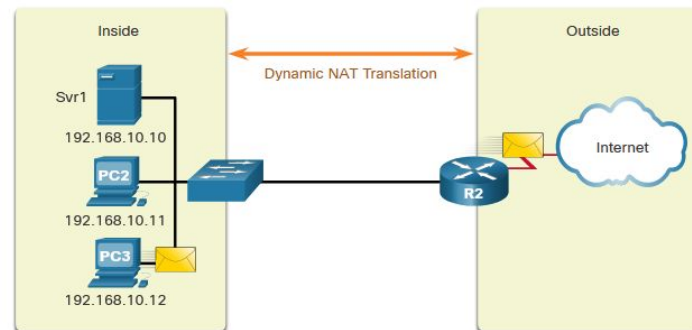 Inside
Outside
Dynamic NAT Translation
Svr1
192.168.10.10
PC2
192.168.10.11
PC3
192.168.10.12
R2
Internet